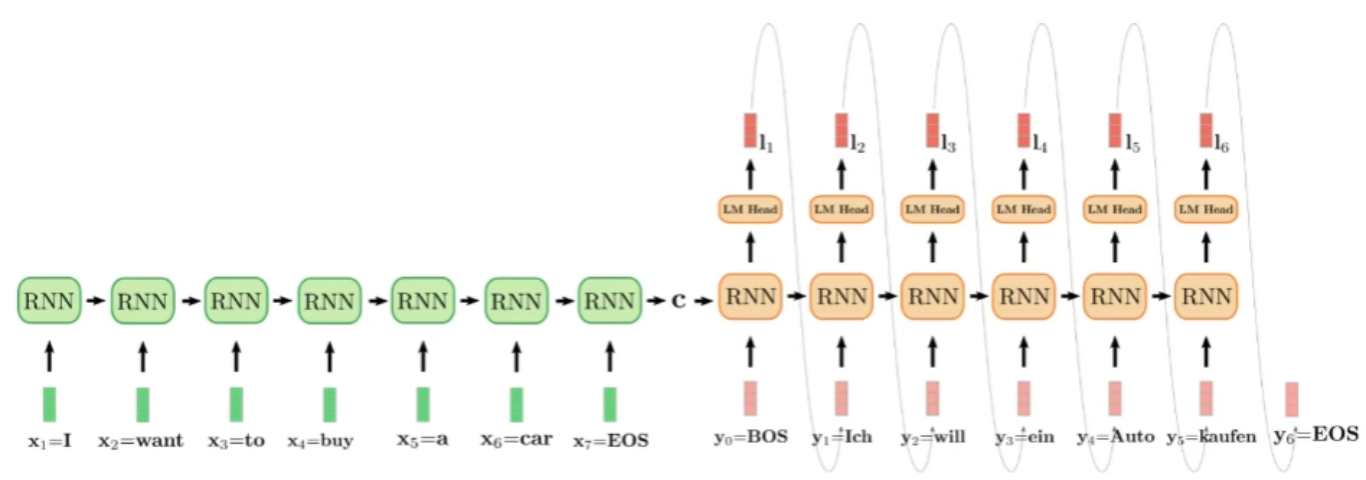 l₁ l₂ l₃ l₄ l₅ l₆
LM Head LM Head LM Head LM Head LM Head LM Head
RNN RNN RNN RNN RNN RNN RNN c RNN RNN RNN RNN RNN RNN
x₁=I x₂=want x₃=to x₄=buy x₅=a x₆=car x₇=EOS y₀=BOS y₁=Ich y₂=will y₃=ein y₄=Auto y₅=kaufen y₆=EOS